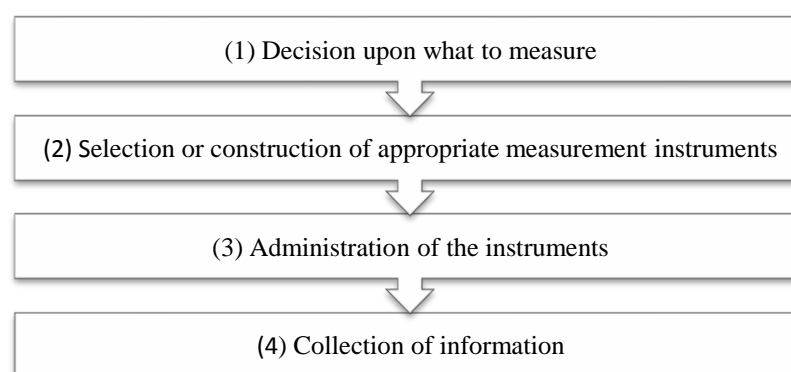 (1) Decision upon what to measure
(2) Selection or construction of appropriate measurement instruments
(3) Administration of the instruments
(4) Collection of information